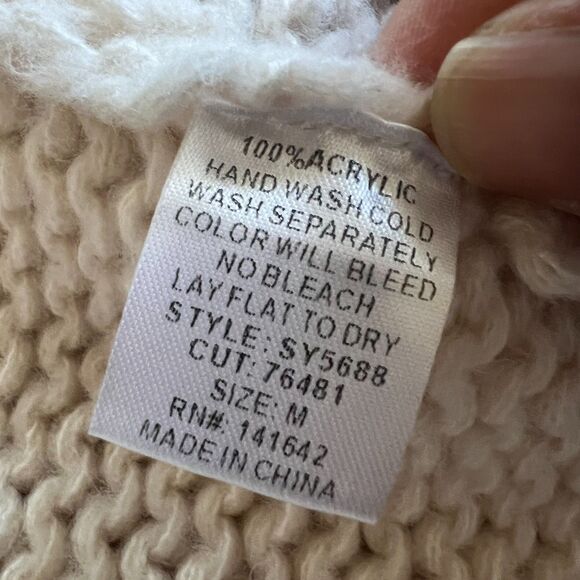 100% ACRYLIC
HAND WASH COLD
WASH SEPARATELY
COLOR WILL BLEED
NO BLEACH
LAY FLAT TO DRY
STYLE: SY5688
CUT: 76481
SIZE: M
RN#: 141642
MADE IN CHINA